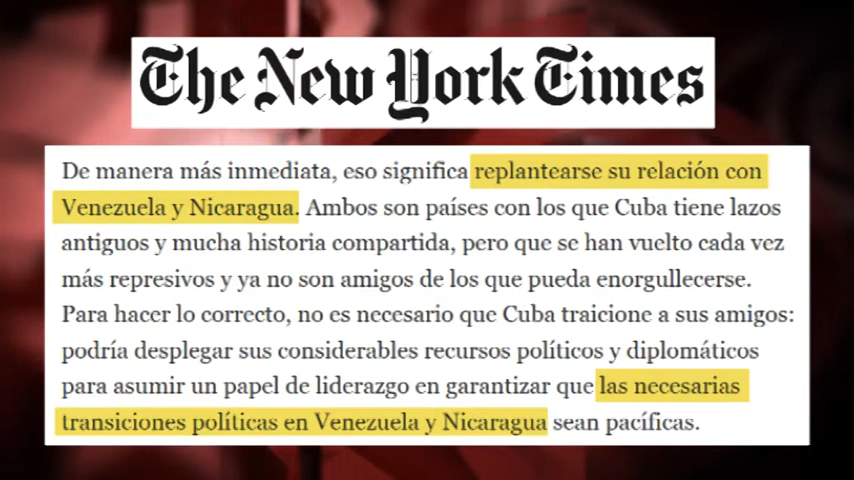 The New York Times
De manera más inmediata, eso significa replantearse su relación con
Venezuela y Nicaragua. Ambos son países con los que Cuba tiene lazos
antiguos y mucha historia compartida, pero que se han vuelto cada vez
más represivos y ya no son amigos de los que pueda enorgullecerse.
Para hacer lo correcto, no es necesario que Cuba traicione a sus amigos:
podría desplegar sus considerables recursos políticos y diplomáticos
para asumir un papel de liderazgo en garantizar que las necesarias
transiciones políticas en Venezuela y Nicaragua sean pacíficas.